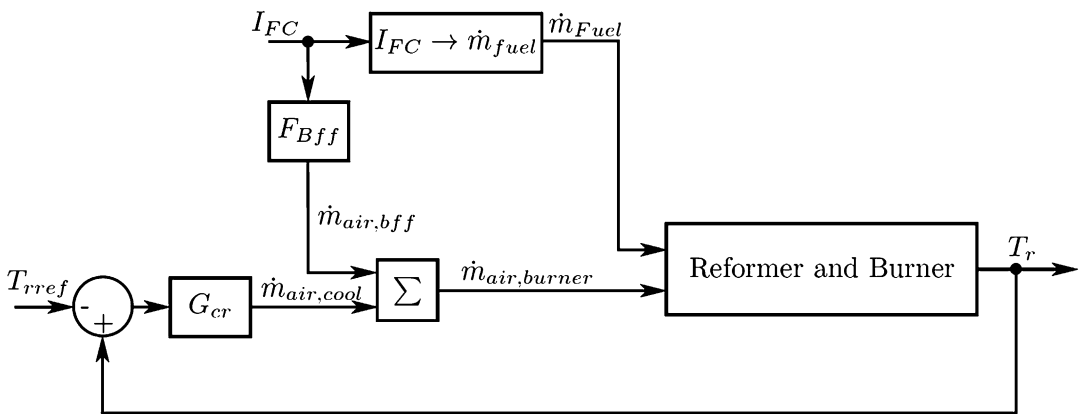 I_{FC}
I_{FC} → ṁ_{fuel}
ṁ_{Fuel}
F_{Bff}
ṁ_{air,bff}
T_{rref}
-
+
G_{cr}
ṁ_{air,cool}
∑
ṁ_{air,burner}
Reformer and Burner
T_r